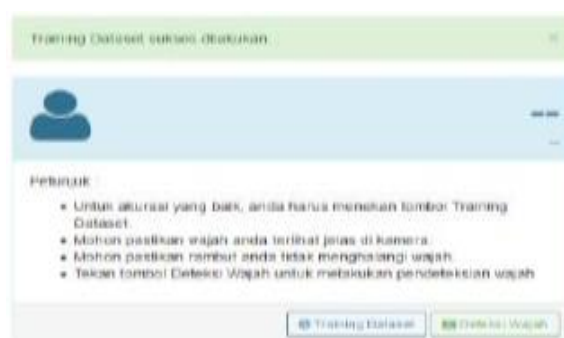 Training Dataset sukses dilakukan
--
--
Petunjuk
• Untuk akurasi yang baik, anda harus menekan tombol Training
Dataset.
• Mohon pastikan wajah anda terlihat jelas di kamera.
• Mohon pastikan rambut anda tidak menghalangi wajah.
• Tekan tombol Deteksi Wajah untuk melakukan pendeteksian wajah
Training Dataset
Deteksi Wajah